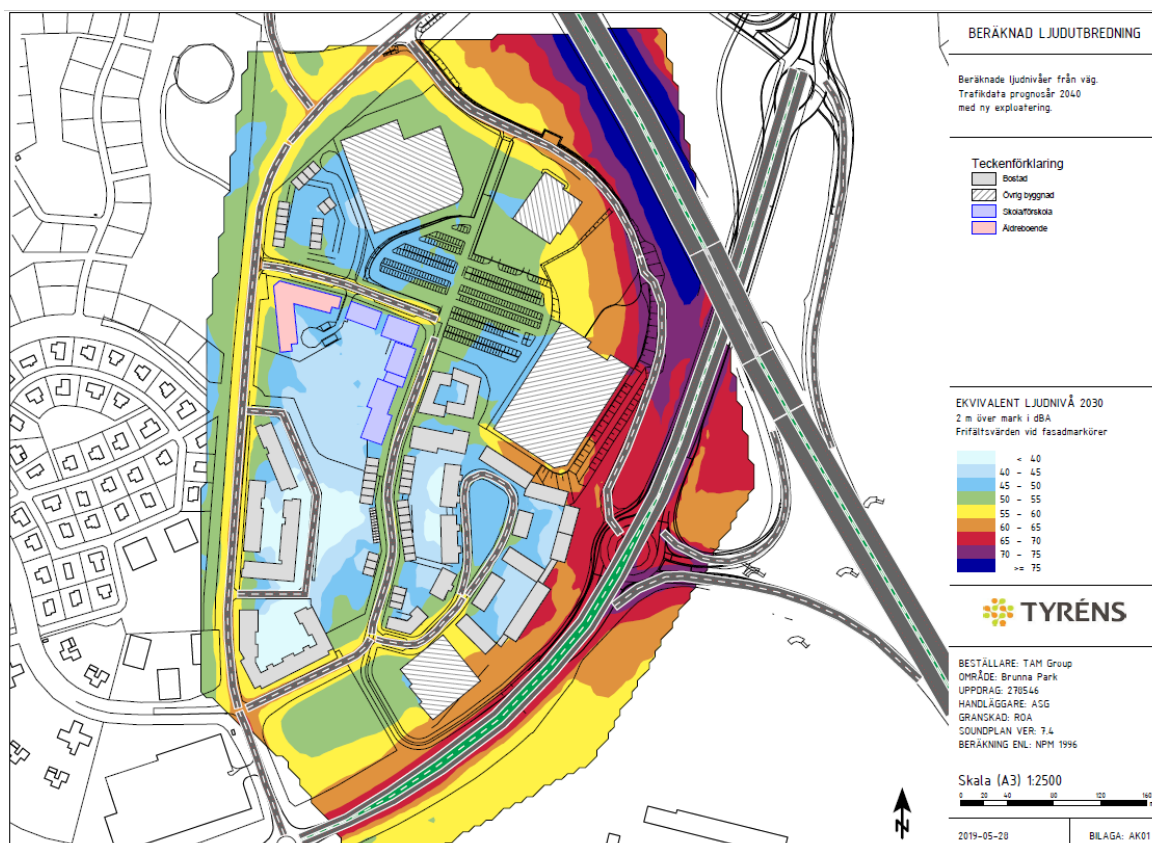 BERÄKNAD LJUDUTBREDNING
Beräknade ljudnivåer från väg.
Trafikdata prognosår 2040
med ny exploatering.
Teckenförklaring
Bostad
Övrig byggnad
Skola/förskola
Äldreboende
EKVIVALENT LJUDNIVÅ 2030
2 m över mark i dBA
Frifältsvärden vid fasadmarkörer
< 40
40 - 45
45 - 50
50 - 55
55 - 60
60 - 65
65 - 70
70 - 75
>= 75
TYRÉNS
BESTÄLLARE: TAM Group
OMRÅDE: Brunna Park
UPPDRAG: 278546
HANDLÄGGARE: ASG
GRANSKAD: ROA
SOUNDPLAN VER: 7.4
BERÄKNING ENL: NPM 1996
Skala (A3) 1:2500
0 20 40 80 120 160
m
N
2019-05-28 BILAGA: AK01